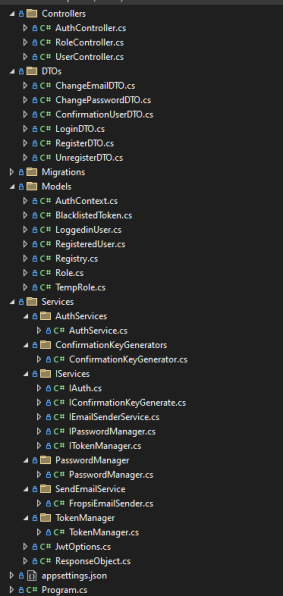 Controllers
C# AuthController.cs
C# RoleController.cs
C# UserController.cs
DTOs
C# ChangeEmailDTO.cs
C# ChangePasswordDTO.cs
C# ConfirmationUserDTO.cs
C# LoginDTO.cs
C# RegisterDTO.cs
C# UnregisterDTO.cs
Migrations
Models
C# AuthContext.cs
C# BlacklistedToken.cs
C# LoggedinUser.cs
C# RegisteredUser.cs
C# Registry.cs
C# Role.cs
C# TempRole.cs
Services
AuthServices
C# AuthService.cs
ConfirmationKeyGenerators
C# ConfirmationKeyGenerator.cs
IServices
C# IAuth.cs
C# IConfirmationKeyGenerate.cs
C# IEmailSenderService.cs
C# IPasswordManager.cs
C# ITokenManager.cs
PasswordManager
C# PasswordManager.cs
SendEmailService
C# FropsiEmailSender.cs
TokenManager
C# TokenManager.cs
C# JwtOptions.cs
C# ResponseObject.cs
appsettings.json
C# Program.cs